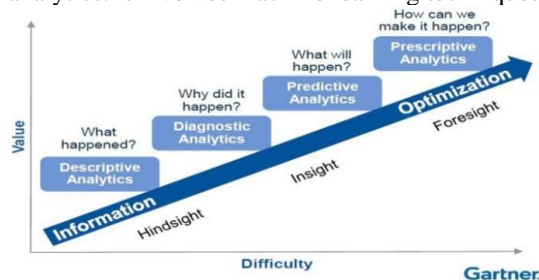 How can we
make it happen?
Prescriptive
Analytics
What will
happen?
Predictive
Analytics
Why did it
happen?
Diagnostic
Analytics
What
happened?
Descriptive
Analytics
Value
Information
Optimization
Hindsight
Insight
Foresight
Difficulty
Gartner